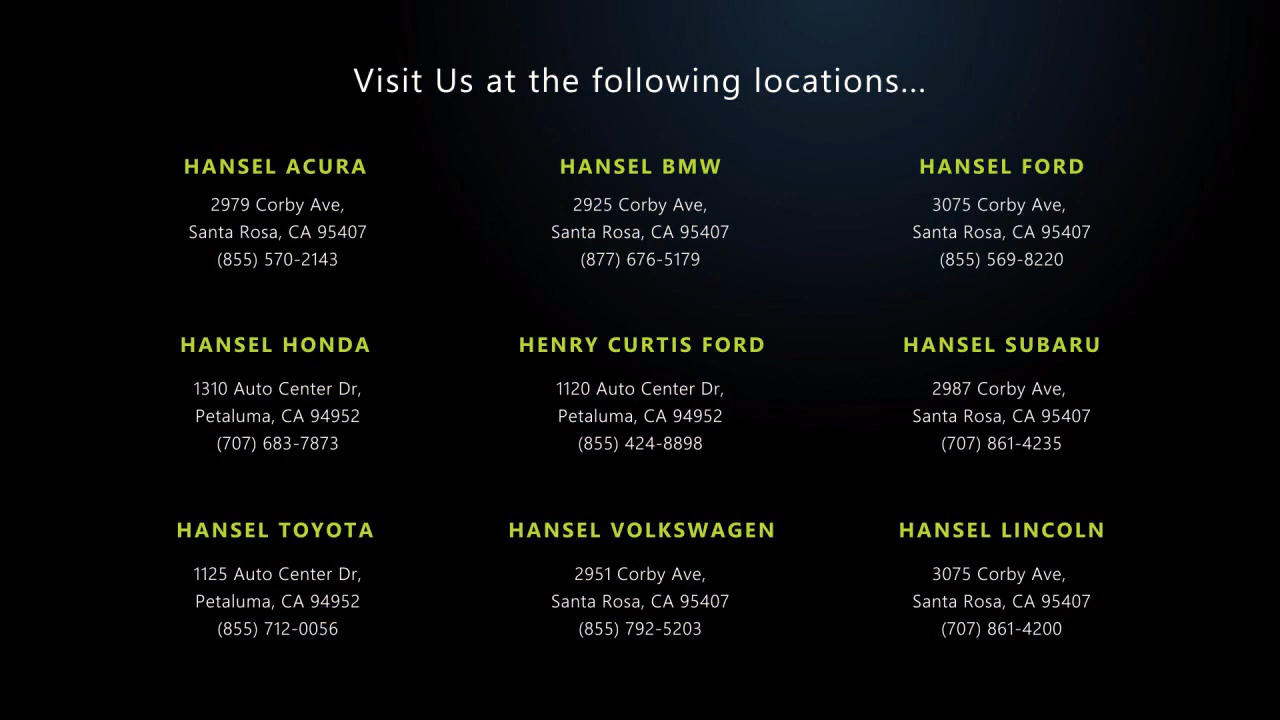 Visit Us at the following locations...
HANSEL ACURA
2979 Corby Ave,
Santa Rosa, CA 95407
(855) 570-2143
HANSEL BMW
2925 Corby Ave,
Santa Rosa, CA 95407
(877) 676-5179
HANSEL FORD
3075 Corby Ave,
Santa Rosa, CA 95407
(855) 569-8220
HANSEL HONDA
1310 Auto Center Dr,
Petaluma, CA 94952
(707) 683-7873
HENRY CURTIS FORD
1120 Auto Center Dr,
Petaluma, CA 94952
(855) 424-8898
HANSEL SUBARU
2987 Corby Ave,
Santa Rosa, CA 95407
(707) 861-4235
HANSEL TOYOTA
1125 Auto Center Dr,
Petaluma, CA 94952
(855) 712-0056
HANSEL VOLKSWAGEN
2951 Corby Ave,
Santa Rosa, CA 95407
(855) 792-5203
HANSEL LINCOLN
3075 Corby Ave,
Santa Rosa, CA 95407
(707) 861-4200